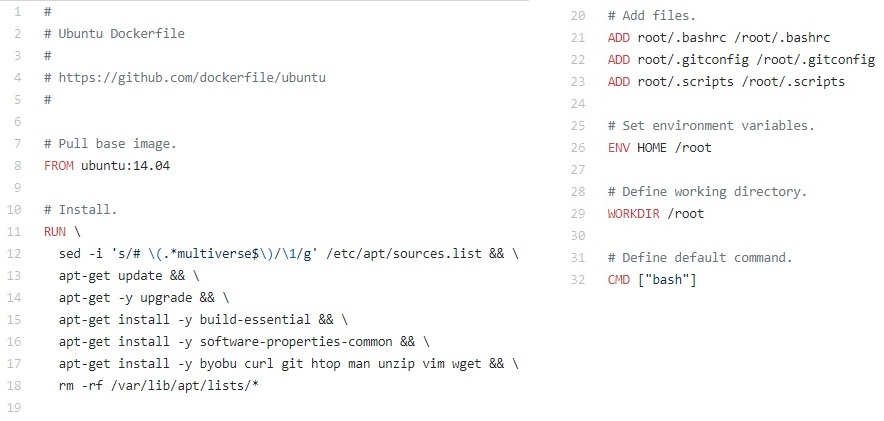 1 #
2 # Ubuntu Dockerfile
3 #
4 # https://github.com/dockerfile/ubuntu
5 #
6
7 # Pull base image.
8 FROM ubuntu:14.04
9
10 # Install.
11 RUN \
12 sed -i 's/# \(.*multiverse$\)/\1/g' /etc/apt/sources.list && \
13 apt-get update && \
14 apt-get -y upgrade && \
15 apt-get install -y build-essential && \
16 apt-get install -y software-properties-common && \
17 apt-get install -y byobu curl git htop man unzip vim wget && \
18 rm -rf /var/lib/apt/lists/*
19
20 # Add files.
21 ADD root/.bashrc /root/.bashrc
22 ADD root/.gitconfig /root/.gitconfig
23 ADD root/.scripts /root/.scripts
24
25 # Set environment variables.
26 ENV HOME /root
27
28 # Define working directory.
29 WORKDIR /root
30
31 # Define default command.
32 CMD ["bash"]